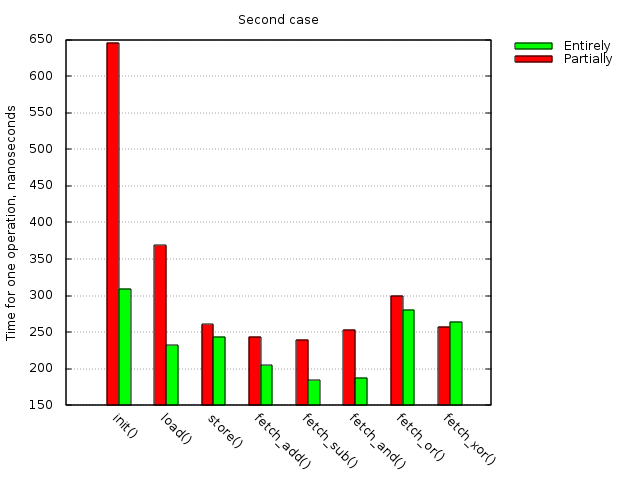 Second case
Entirely
Partially
Time for one operation, nanoseconds
650
600
550
500
450
400
350
300
250
200
150
init()
load()
store()
fetch_add()
fetch_sub()
fetch_and()
fetch_or()
fetch_xor()